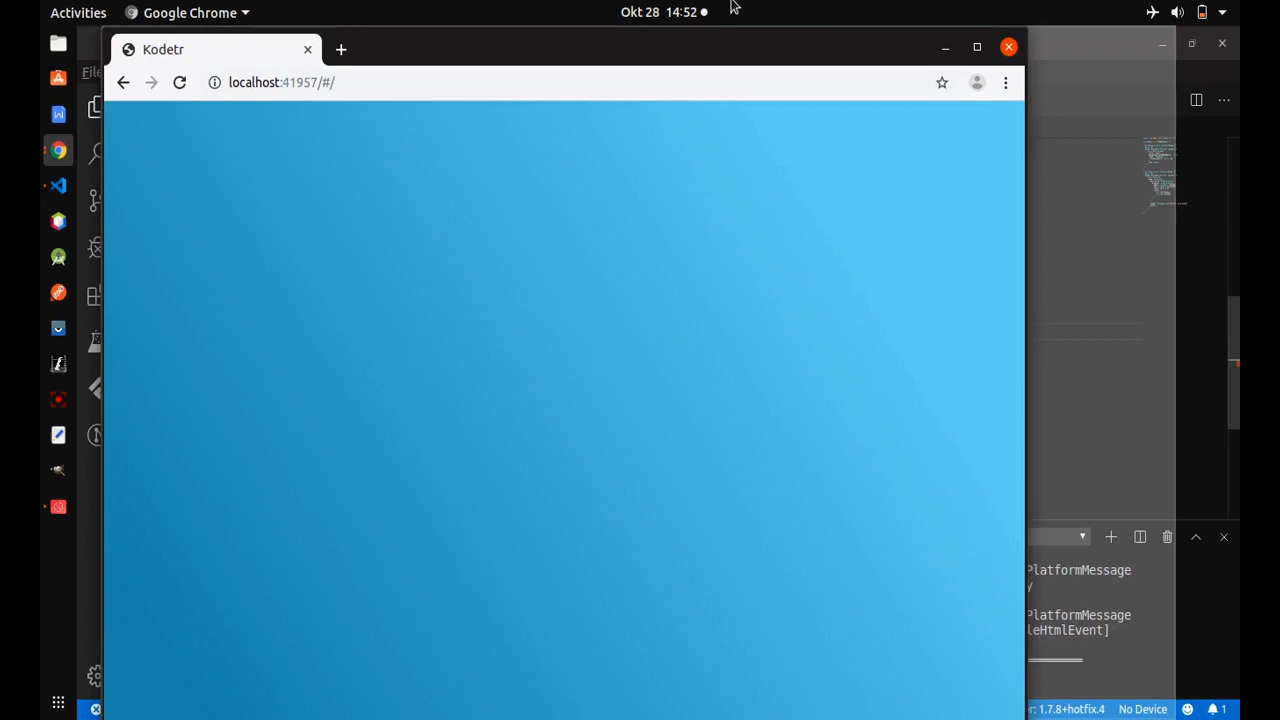 Activities
Google Chrome
Okt 28 14:52
Kodetr
localhost:41957/#/
File
PlatformMessage
y
PlatformMessage
leHtmlEvent]
r: 1.7.8+hotfix.4
No Device
1